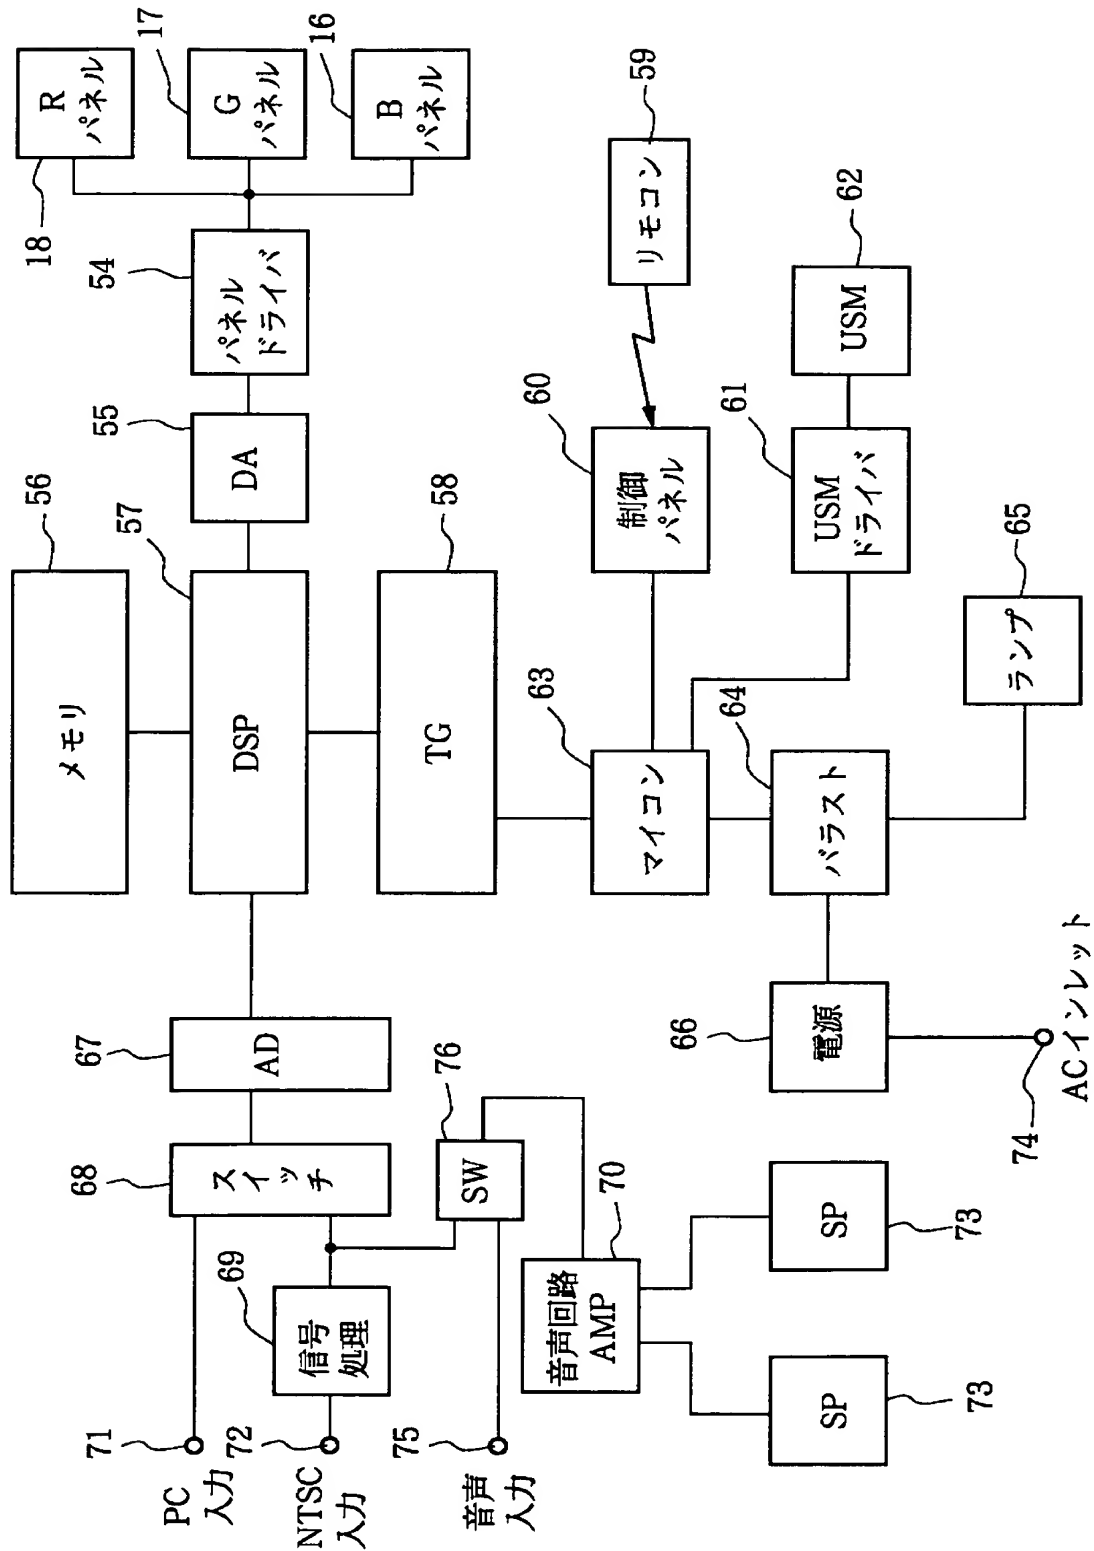 18
R
パネル
17
G
パネル
16
B
パネル
54
パネル
ドライバ
55
DA
56
メモリ
57
DSP
58
TG
59
リモコン
60
制御
パネル
61
USM
ドライバ
62
USM
63
マイコン
64
バラスト
65
ランプ
66
電源
74
ACインレット
67
AD
68
スイッチ
69
信号
処理
76
SW
70
音声回路
AMP
73
SP
73
SP
71
PC
入力
72
NTSC
入力
75
音声
入力